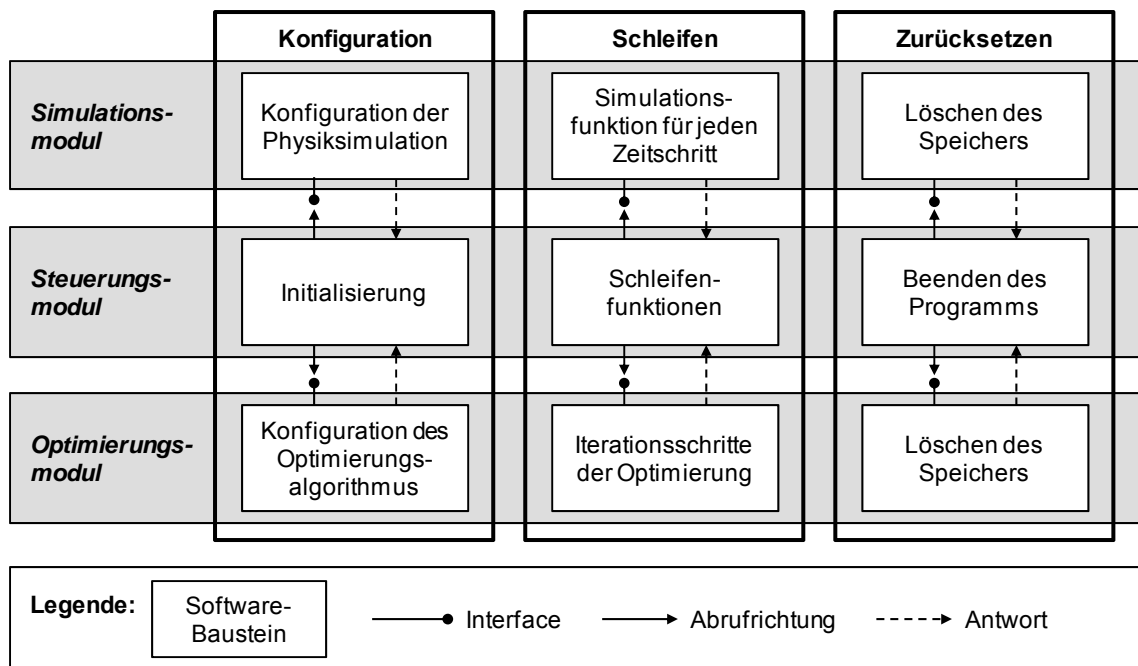 Konfiguration
Schleifen
Zurücksetzen
Simulations-
modul
Konfiguration der
Physiksimulation
Simulations-
funktion für jeden
Zeitschritt
Löschen des
Speichers
Steuerungs-
modul
Initialisierung
Schleifen-
funktionen
Beenden des
Programms
Optimierungs-
modul
Konfiguration des
Optimierungs-
algorithmus
Iterationsschritte
der Optimierung
Löschen des
Speichers
Legende:
Software-
Baustein
Interface
Abrufrichtung
Antwort